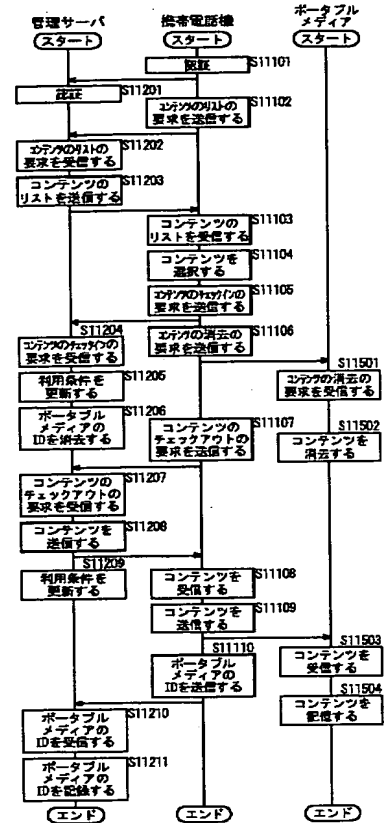 管理サーバ
携帯電話機
ポータブル
メディア
スタート
スタート
スタート
認証
S11101
認証
S11201
コンテンツのリストの
要求を送信する
S11102
コンテンツのリストの
要求を受信する
S11202
コンテンツの
リストを送信する
S11203
コンテンツの
リストを受信する
S11103
コンテンツを
選択する
S11104
コンテンツのチェックインの
要求を送信する
S11105
S11204
コンテンツのチェックインの
要求を受信する
コンテンツの消去の
要求を送信する
S11106
利用条件を
更新する
S11205
S11501
コンテンツの消去の
要求を受信する
ポータブル
メディアの
IDを消去する
S11206
コンテンツの
チェックアウトの
要求を送信する
S11107
コンテンツを
消去する
S11502
コンテンツの
チェックアウトの
要求を受信する
S11207
コンテンツを
送信する
S11208
S11209
利用条件を
更新する
コンテンツを
受信する
S11108
コンテンツを
送信する
S11109
S11503
コンテンツを
受信する
S11110
ポータブル
メディアの
IDを送信する
S11504
コンテンツを
記憶する
ポータブル
メディアの
IDを受信する
S11210
ポータブル
メディアの
IDを記録する
S11211
エンド
エンド
エンド